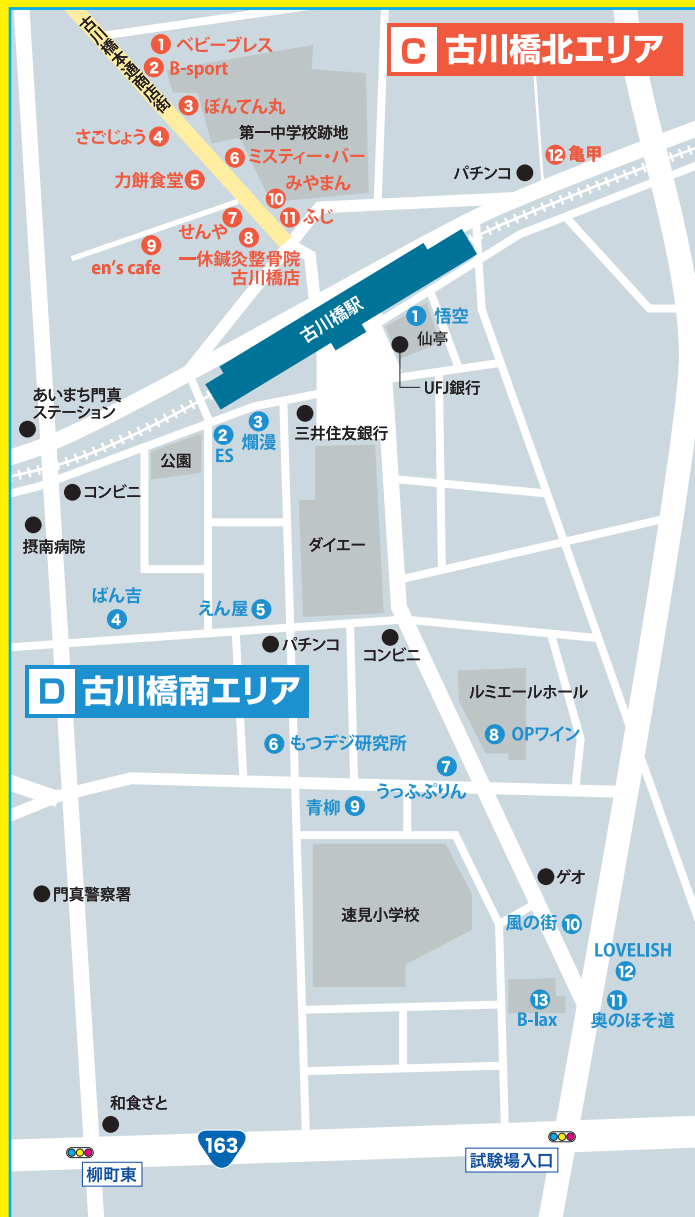 C 古川橋北エリア
古川橋本通商店街
1 ベビーブレス
2 B-sport
3 ぼんてん丸
さごじょう 4
第一中学校跡地
6 ミスティー・バー
力餅食堂 5
みやまん
10
11 ふじ
7
せんや
8
一休鍼灸整骨院
古川橋店
9
en's cafe
パチンコ
12 亀甲
古川橋駅
1 悟空
仙亭
UFJ銀行
あいまち門真
ステーション
2
ES
3
爛漫
三井住友銀行
公園
コンビニ
摂南病院
ダイエー
ばん吉
4
えん屋 5
パチンコ
コンビニ
D 古川橋南エリア
ルミエールホール
8 OPワイン
6 もつデジ研究所
7
うっふぷりん
青柳 9
門真警察署
速見小学校
ゲオ
風の街 10
LOVELISH
12
13
B-lax
11
奥のほそ道
和食さと
163
柳町東
試験場入口